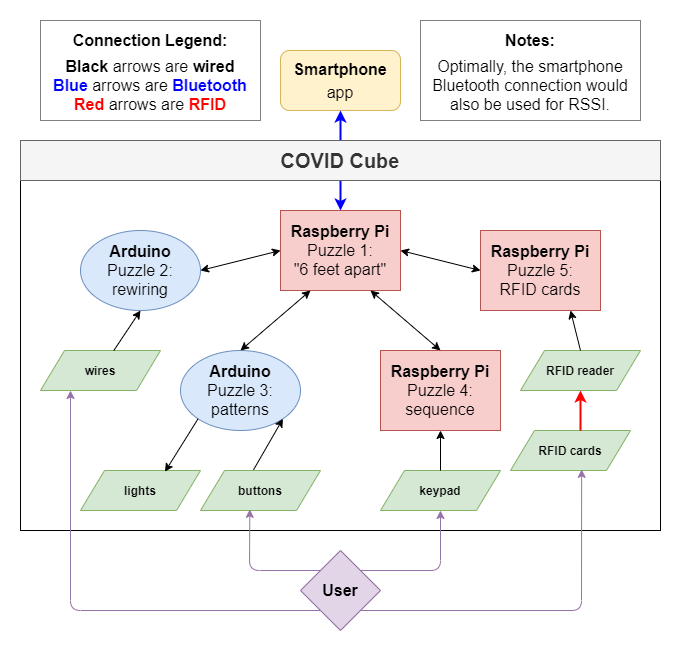 Connection Legend:
Black arrows are wired
Blue arrows are Bluetooth
Red arrows are RFID
Smartphone
app
Notes:
Optimally, the smartphone
Bluetooth connection would
also be used for RSSI.
COVID Cube
Arduino
Puzzle 2:
rewiring
Raspberry Pi
Puzzle 1:
"6 feet apart"
Raspberry Pi
Puzzle 5:
RFID cards
wires
Arduino
Puzzle 3:
patterns
Raspberry Pi
Puzzle 4:
sequence
RFID reader
RFID cards
lights
buttons
keypad
User